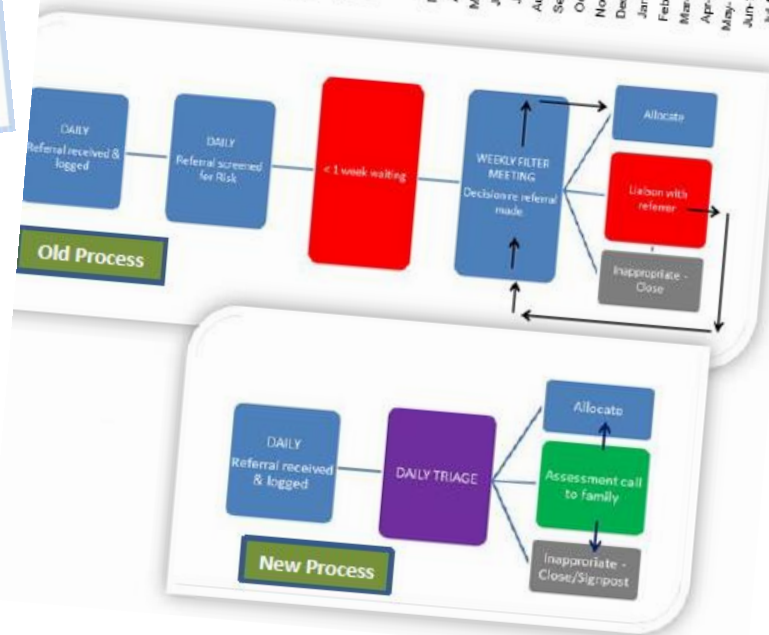 DAILY
Referral received &
logged
DAILY
Referral screened
for Risk
< 1 week waiting
WEEKLY FILTER
MEETING
Decision re referral
made
Allocate
Liaison with
referrer
Inappropriate -
Close
Old Process
DAILY
Referral received
& logged
DAILY TRIAGE
Allocate
Assessment call
to family
Inapproriate -
Close/Signpost
New Process